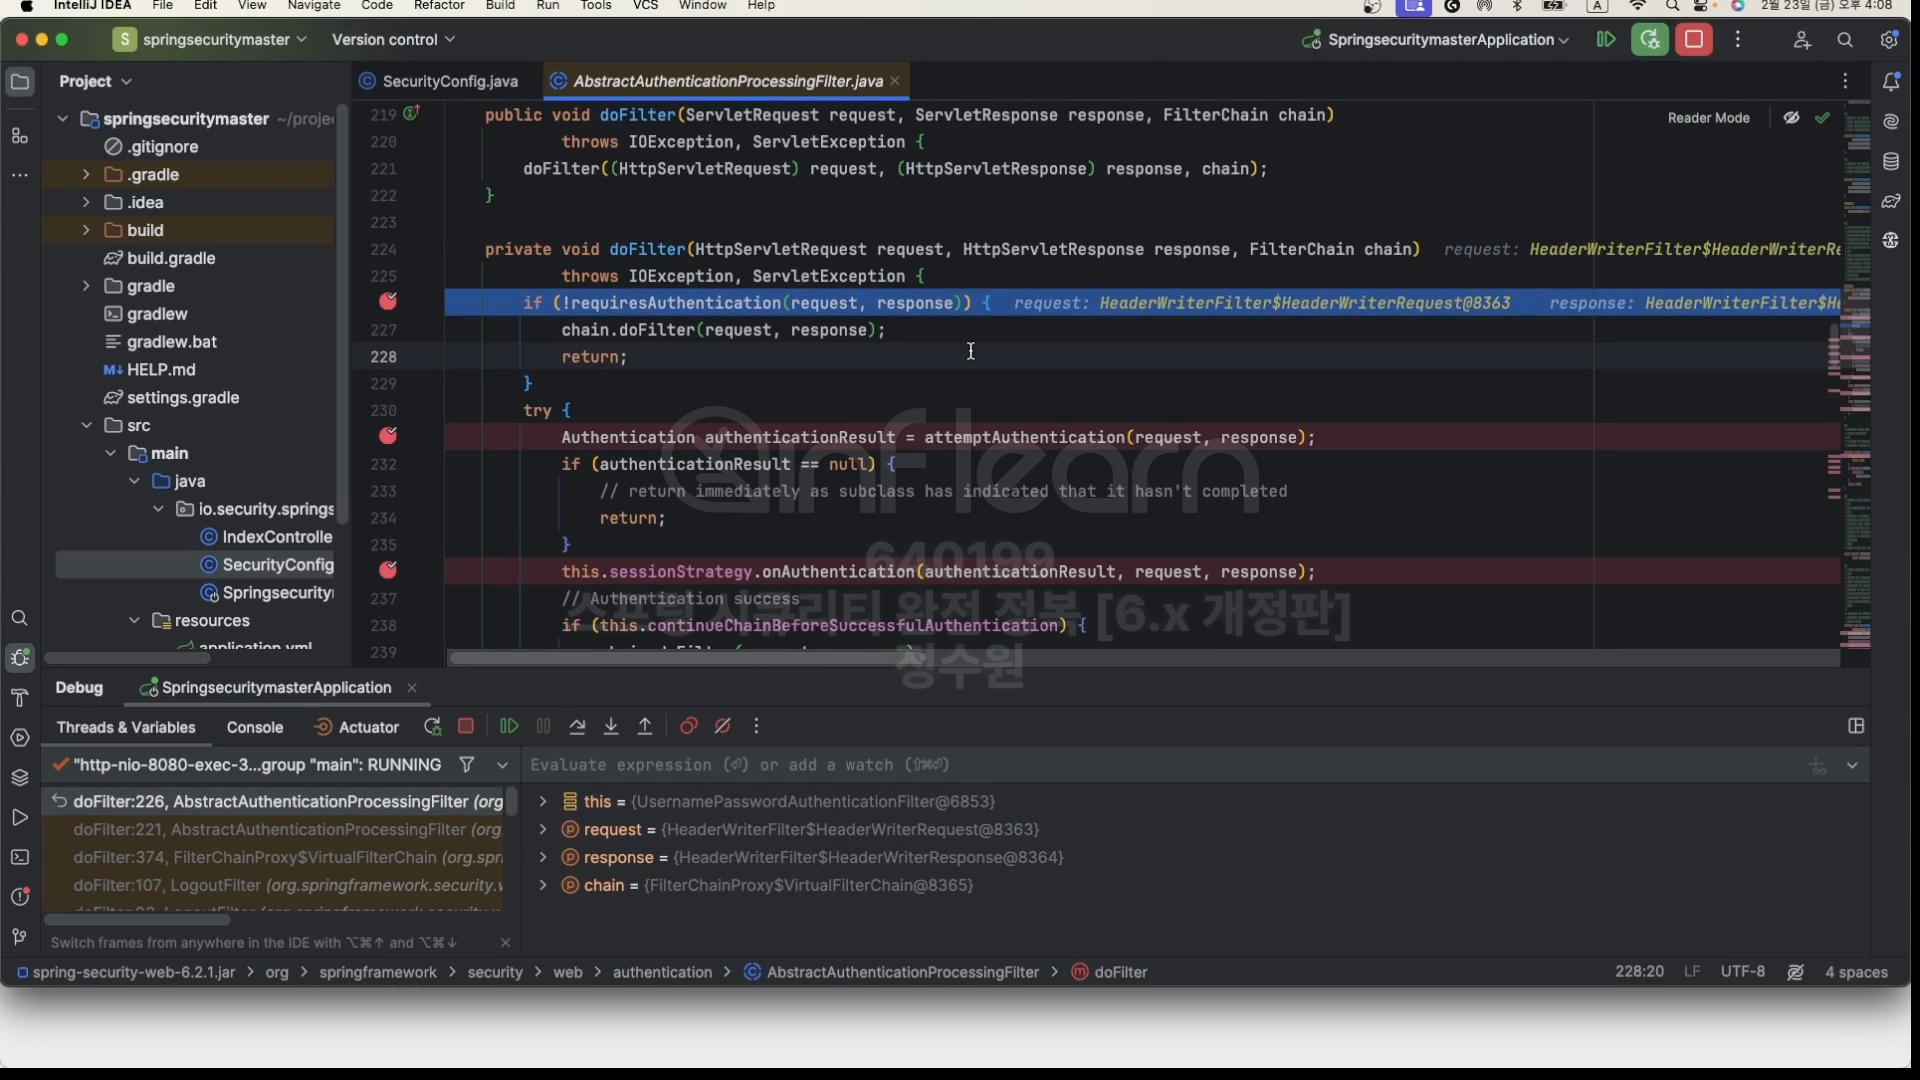 IntelliJ IDEA File Edit View Navigate Code Refactor Build Run Tools VCS Window Help A 2월 23일 (금) 오후 4:08
S springsecuritymaster Version control SpringsecuritymasterApplication
Project SecurityConfig.java AbstractAuthenticationProcessingFilter.java
springsecuritymaster ~/proje
.gitignore
.gradle
.idea
build
build.gradle
gradle
gradlew
gradlew.bat
M↓ HELP.md
settings.gradle
src
main
java
io.security.springs
IndexControlle
SecurityConfig
Springsecurity
resources
application.yml
Reader Mode
219 public void doFilter(ServletRequest request, ServletResponse response, FilterChain chain)
220 throws IOException, ServletException {
221 doFilter((HttpServletRequest) request, (HttpServletResponse) response, chain);
222 }
223
224 private void doFilter(HttpServletRequest request, HttpServletResponse response, FilterChain chain) request: HeaderWriterFilter$HeaderWriterRe
225 throws IOException, ServletException {
if (!requiresAuthentication(request, response)) { request: HeaderWriterFilter$HeaderWriterRequest@8363 response: HeaderWriterFilter$He
227 chain.doFilter(request, response);
228 return;
229 }
230 try {
Authentication authenticationResult = attemptAuthentication(request, response);
232 if (authenticationResult == null) {
233 // return immediately as subclass has indicated that it hasn't completed
234 return;
235 }
this.sessionStrategy.onAuthentication(authenticationResult, request, response);
237 // Authentication success
238 if (this.continueChainBeforeSuccessfulAuthentication) {
239
inflearn
640199
스프링 시큐리티 완전 정복 [6.x 개정판]
정수원
Debug SpringsecuritymasterApplication
Threads & Variables Console Actuator
"http-nio-8080-exec-3...group "main": RUNNING
doFilter:226, AbstractAuthenticationProcessingFilter (org
doFilter:221, AbstractAuthenticationProcessingFilter (org.
doFilter:374, FilterChainProxy$VirtualFilterChain (org.spri
doFilter:107, LogoutFilter (org.springframework.security.v
Switch frames from anywhere in the IDE with ⌥⌘↑ and ⌥⌘↓
Evaluate expression (⏎) or add a watch (⇧⌘⏎)
this = {UsernamePasswordAuthenticationFilter@6853}
request = {HeaderWriterFilter$HeaderWriterRequest@8363}
response = {HeaderWriterFilter$HeaderWriterResponse@8364}
chain = {FilterChainProxy$VirtualFilterChain@8365}
spring-security-web-6.2.1.jar > org > springframework > security > web > authentication > AbstractAuthenticationProcessingFilter > doFilter 228:20 LF UTF-8 4 spaces